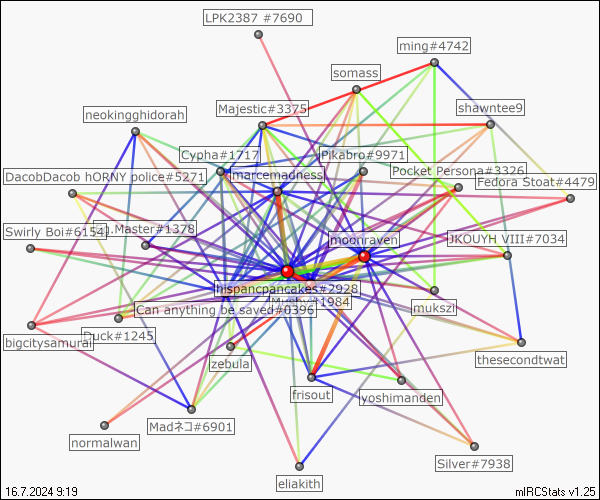 LPK2387 #7690
ming#4742
somass
Majestic#3375
shawntee9
neokingghidorah
Cypha#1717
Pikabro#9971
marcemadness
Pocket Persona#3326
DacobDacob hORNY police#5271
Fedora Stoat#4479
Swirly Boi#6154
.Master#1378
moonraven
JKOUYH VIII#7034
hispancpancakes#2928
#1984
Can anything be saved#0396
mukszi
Duck#1245
bigcitysamurai
zebula
thesecondtwat
frisout
yoshimanden
Madネコ#6901
normalwan
Silver#7938
eliakith
16.7.2024 9:19
mIRCStats v1.25